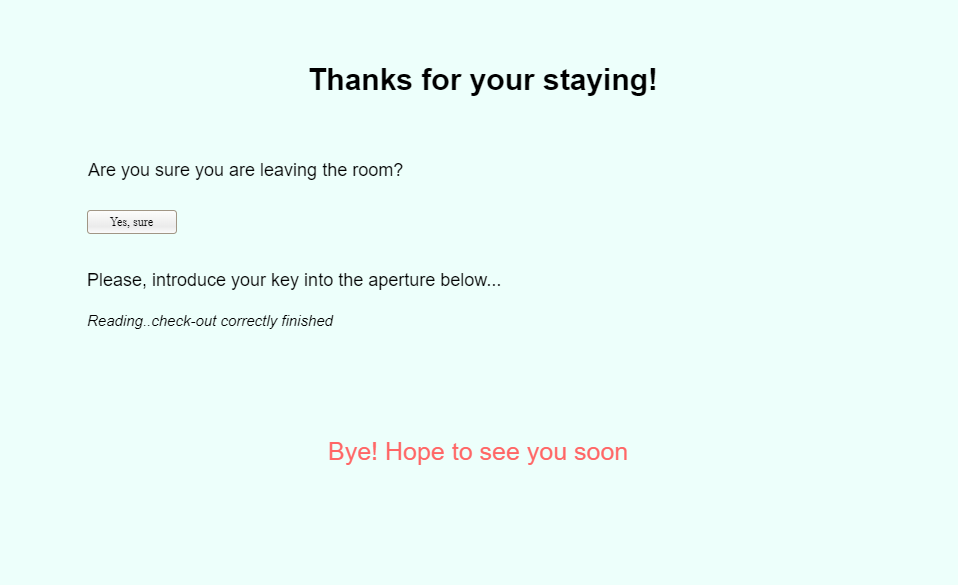 Thanks for your staying!
Are you sure you are leaving the room?
Yes, sure
Please, introduce your key into the aperture below...
Reading..check-out correctly finished
Bye! Hope to see you soon